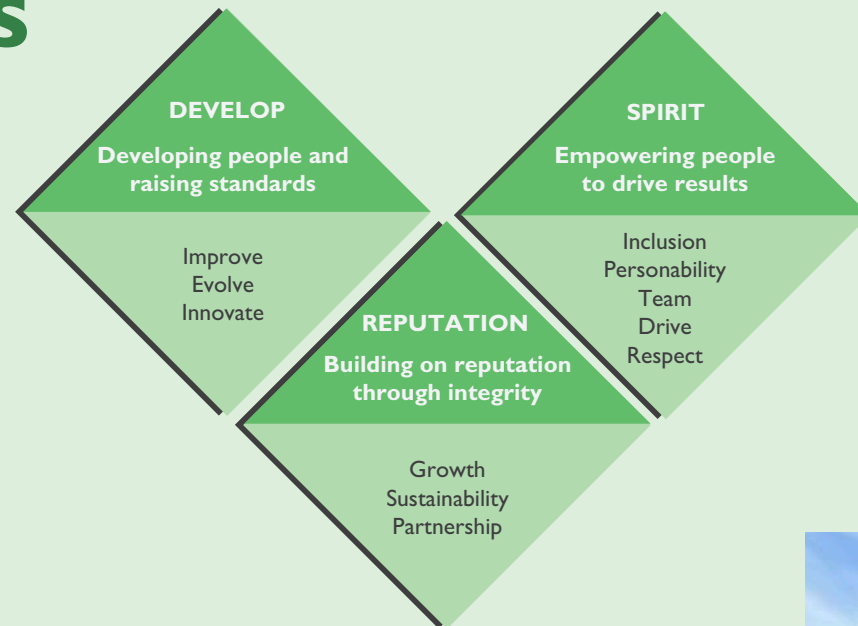 s
DEVELOP
Developing people and
raising standards
Improve
Evolve
Innovate
SPIRIT
Empowering people
to drive results
Inclusion
Personability
Team
Drive
Respect
REPUTATION
Building on reputation
through integrity
Growth
Sustainability
Partnership